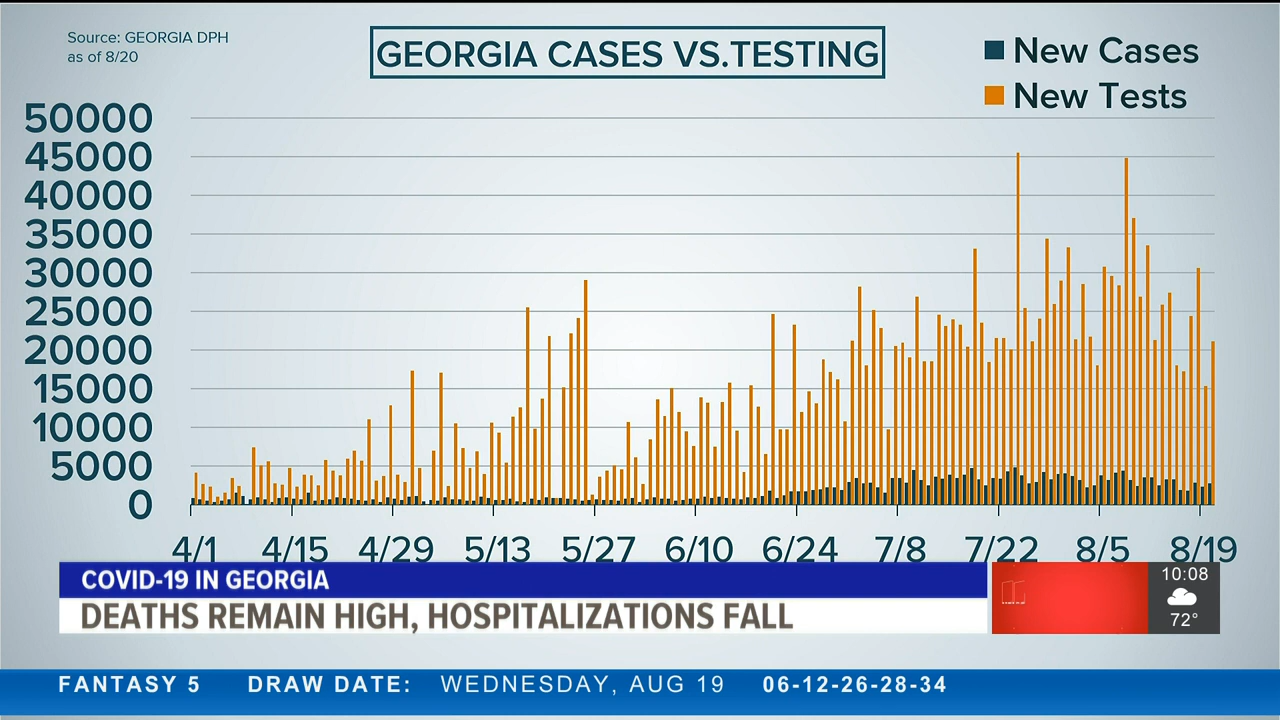 Source: GEORGIA DPH
as of 8/20
GEORGIA CASES VS.TESTING
New Cases
New Tests
50000
45000
40000
35000
30000
25000
20000
15000
10000
5000
0
4/1 4/15 4/29 5/13 5/27 6/10 6/24 7/8 7/22 8/5 8/19
COVID-19 IN GEORGIA
DEATHS REMAIN HIGH, HOSPITALIZATIONS FALL
10:08
72°
FANTASY 5 DRAW DATE: WEDNESDAY, AUG 19 06-12-26-28-34